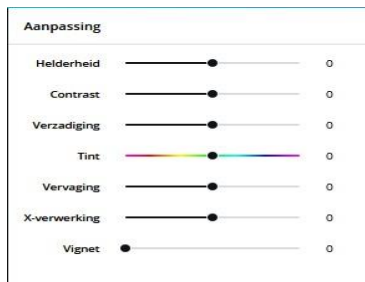 Aanpassing
Helderheid 0
Contrast 0
Verzadiging 0
Tint 0
Vervaging 0
X-verwerking 0
Vignet 0